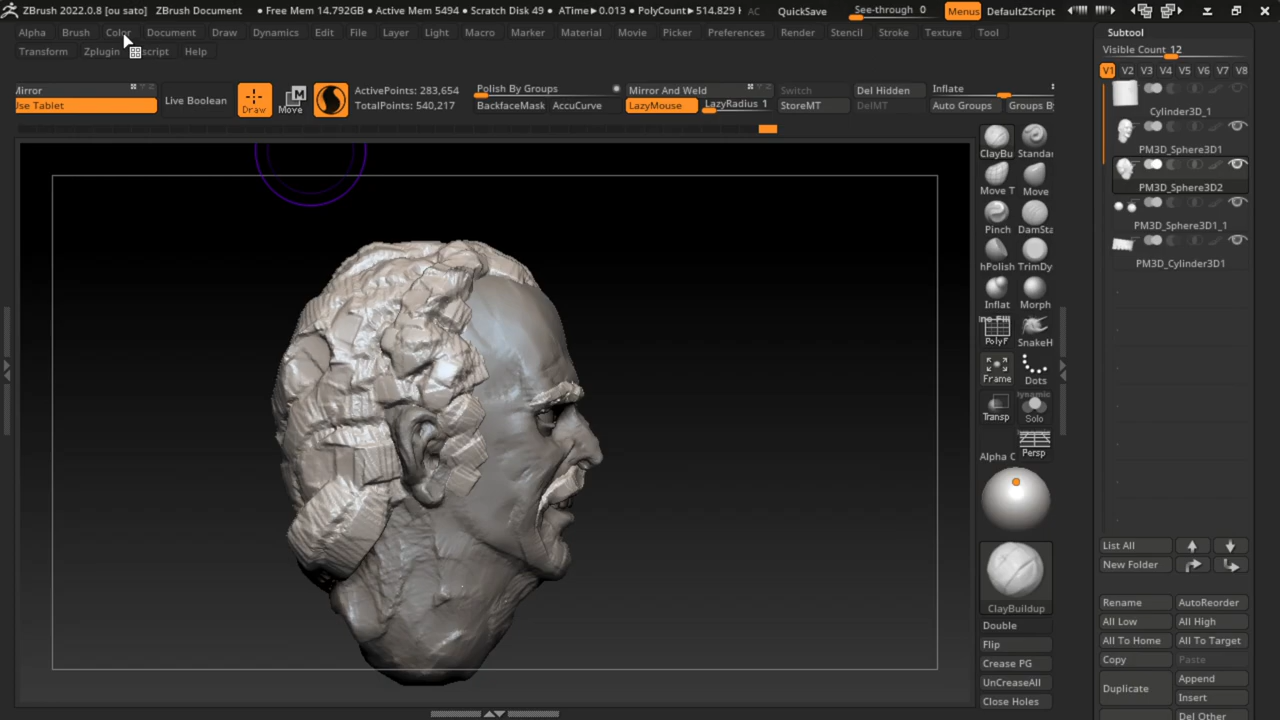 ZBrush 2022.0.8 [ou sato] ZBrush Document • Free Mem 14.792GB • Active Mem 5494 • Scratch Disk 49 • ATime▶0.013 • PolyCount▶514.829 AC QuickSave See-through 0 Menus DefaultZScript
Alpha Brush Color Document Draw Dynamics Edit File Layer Light Macro Marker Material Movie Picker Preferences Render Stencil Stroke Texture Tool
Transform Zplugin script Help
Mirror
Use Tablet
Live Boolean
Draw
Move
ActivePoints: 283,654
TotalPoints: 540,217
Polish By Groups
BackfaceMask AccuCurve
Mirror And Weld
LazyMouse LazyRadius 1
Switch
StoreMT
Del Hidden
DelMT
Inflate
Auto Groups Groups By
ClayBu Standa
Move T Move
Pinch DamSta
hPolish TrimDy
Inflat Morph
PolyF SnakeH
Frame Dots
Dynamic
Transp Solo
Persp
Alpha C
ClayBuildup
Double
Flip
Crease PG
UnCreaseAll
Close Holes
Subtool
Visible Count 12
V1 V2 V3 V4 V5 V6 V7 V8
Cylinder3D_1
PM3D_Sphere3D1
PM3D_Sphere3D2
PM3D_Sphere3D1_1
PM3D_Cylinder3D1
List All
New Folder
Rename AutoReorder
All Low All High
All To Home All To Target
Copy Paste
Duplicate Append
Insert
Del Other